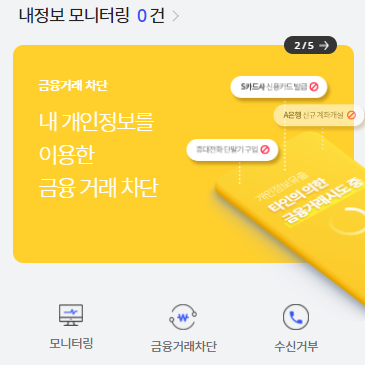 내정보 모니터링 0 건
2/5
금융거래 차단
내 개인정보를
이용한
금융 거래 차단
S카드사 신용카드 발급
A은행 신규 계좌개설
휴대전화 단말기 구입
개인정보유출
타인의 의한
금융거래시도 중
모니터링
금융거래차단
수신거부